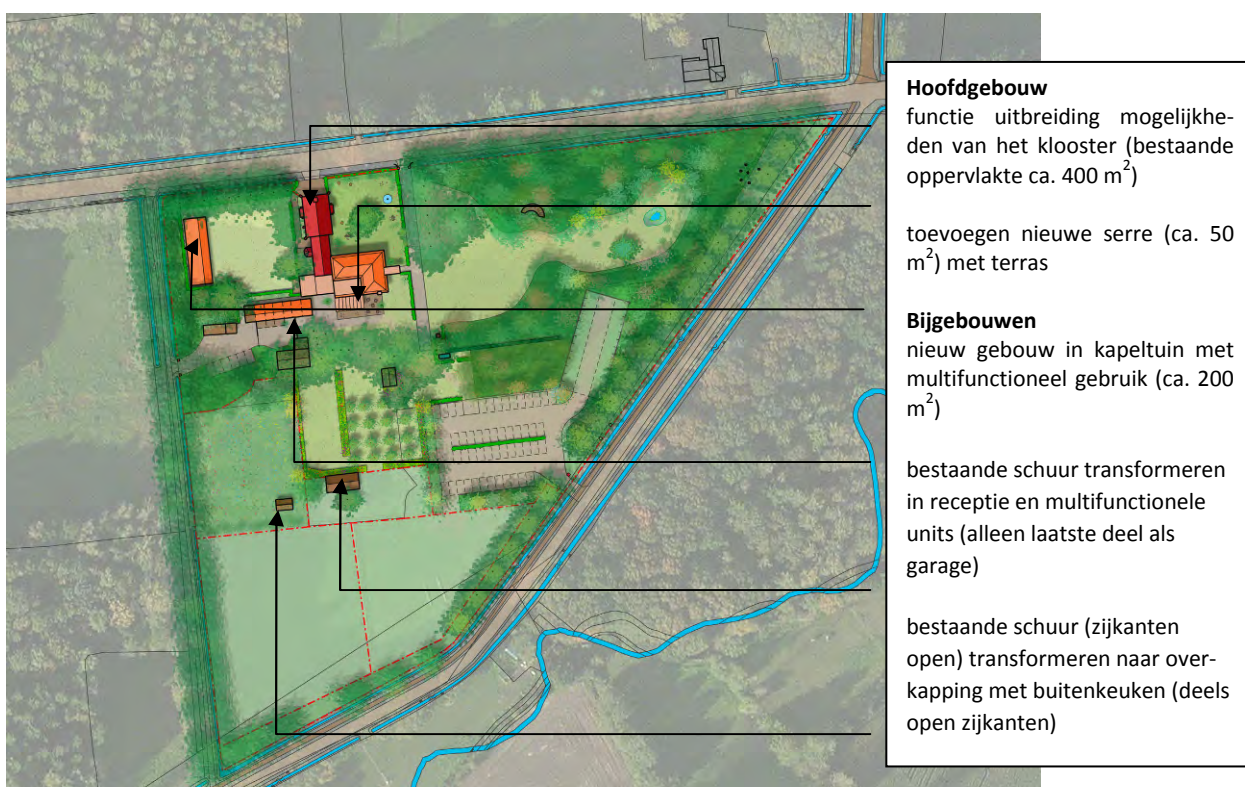 Hoofdgebouw
functie uitbreiding mogelijkhe-
den van het klooster (bestaande
oppervlakte ca. 400 m²)
toevoegen nieuwe serre (ca. 50
m²) met terras
Bijgebouwen
nieuw gebouw in kapeltuin met
multifunctioneel gebruik (ca. 200
m²)
bestaande schuur transformeren
in receptie en multifunctionele
units (alleen laatste deel als
garage)
bestaande schuur (zijkanten
open) transformeren naar over-
kapping met buitenkeuken (deels
open zijkanten)